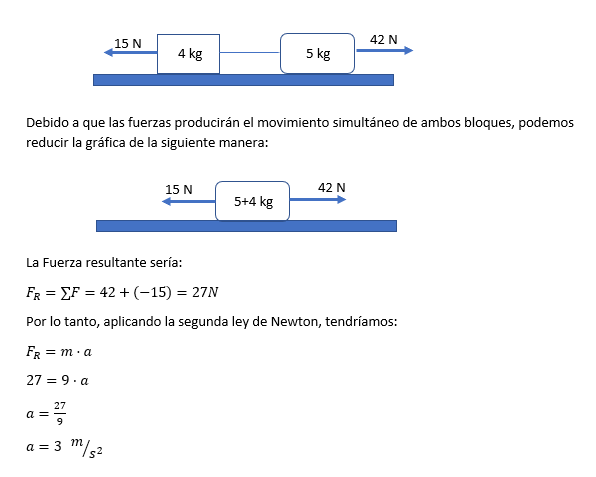 15 N
4 kg
5 kg
42 N
Debido a que las fuerzas producirán el movimiento simultáneo de ambos bloques, podemos
reducir la gráfica de la siguiente manera:
15 N
5+4 kg
42 N
La Fuerza resultante sería:
F_R = ∑F = 42 + (−15) = 27N
Por lo tanto, aplicando la segunda ley de Newton, tendríamos:
F_R = m · a
27 = 9 · a
a = 27/9
a = 3 m/s²